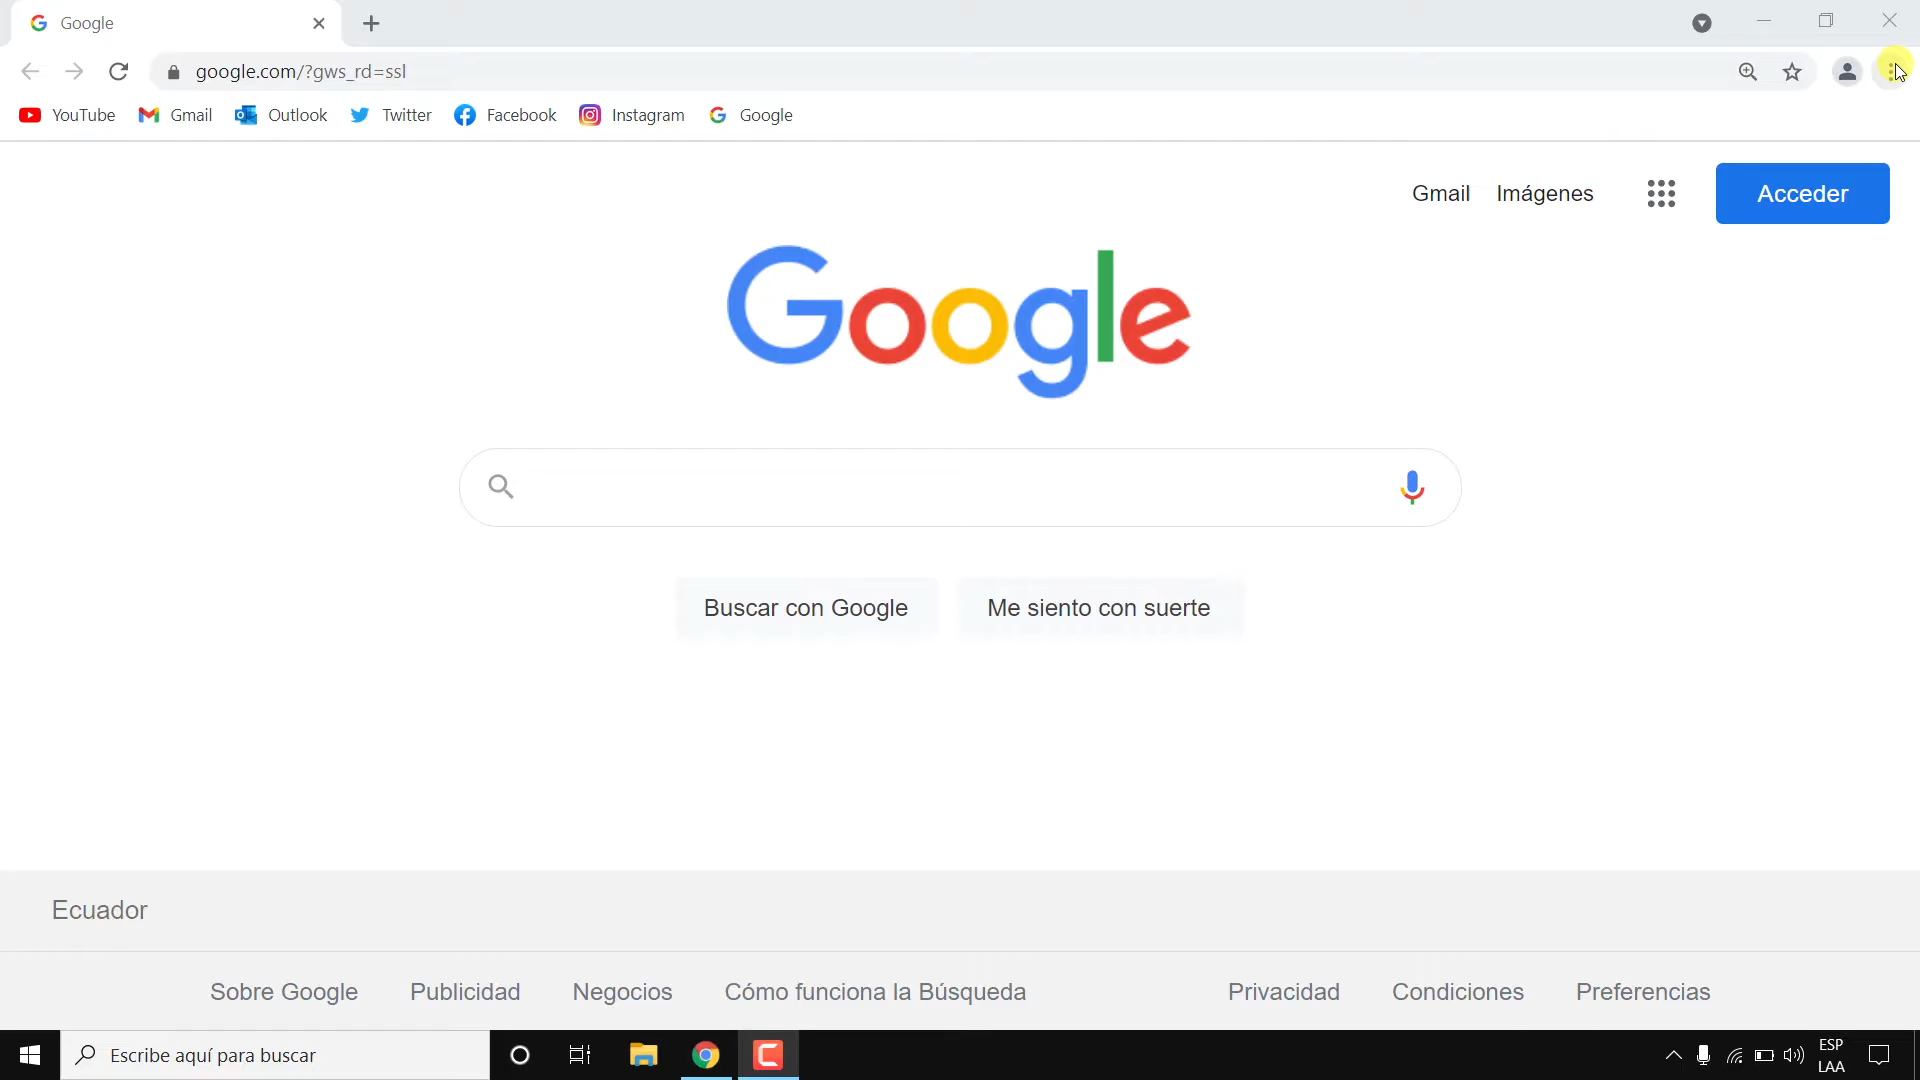 Google
google.com/?gws_rd=ssl
YouTube Gmail Outlook Twitter Facebook Instagram Google
Gmail Imágenes Acceder
Google
Buscar con Google Me siento con suerte
Ecuador
Sobre Google Publicidad Negocios Cómo funciona la Búsqueda Privacidad Condiciones Preferencias
Escribe aquí para buscar
ESP
LAA